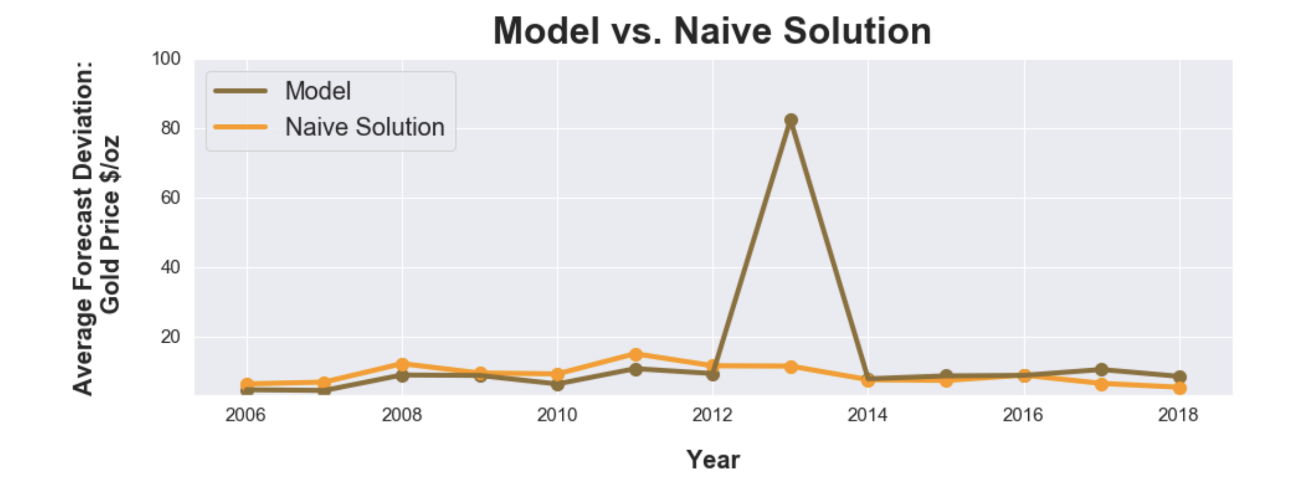 Model vs. Naive Solution
Average Forecast Deviation:
Gold Price $/oz
100
80
60
40
20
Model
Naive Solution
2006
2008
2010
2012
2014
2016
2018
Year